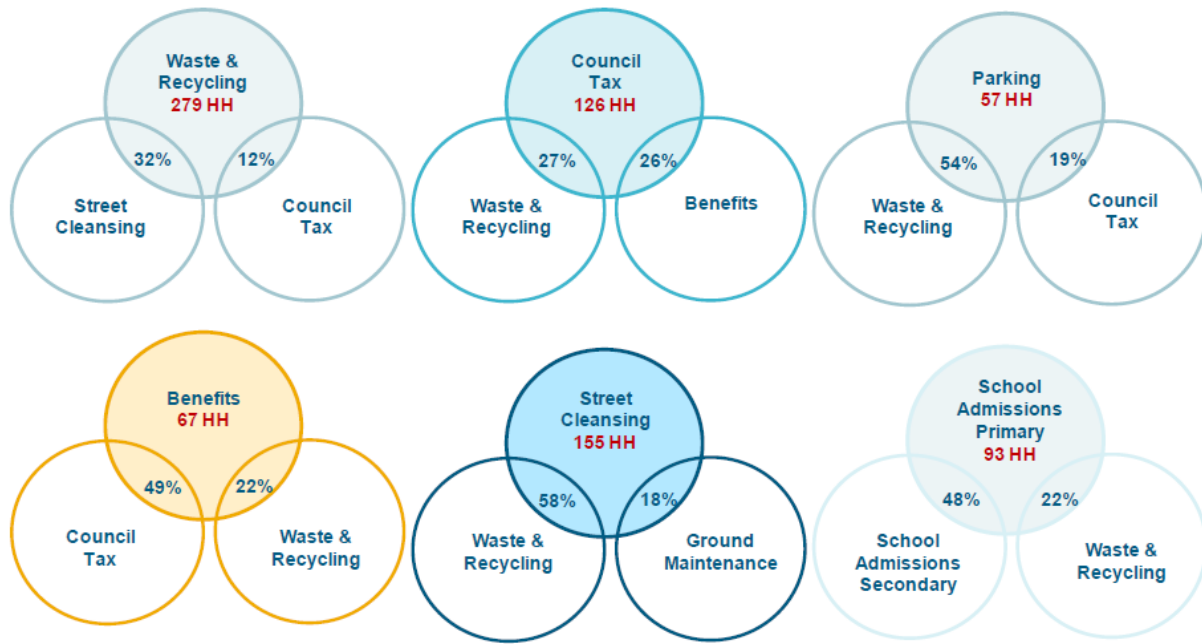 Waste &
Recycling
279 HH
32%
12%
Street
Cleansing
Council
Tax
Council
Tax
126 HH
27%
26%
Waste &
Recycling
Benefits
Parking
57 HH
54%
19%
Waste &
Recycling
Council
Tax
Benefits
67 HH
49%
22%
Council
Tax
Waste &
Recycling
Street
Cleansing
155 HH
58%
18%
Waste &
Recycling
Ground
Maintenance
School
Admissions
Primary
93 HH
48%
22%
School
Admissions
Secondary
Waste &
Recycling